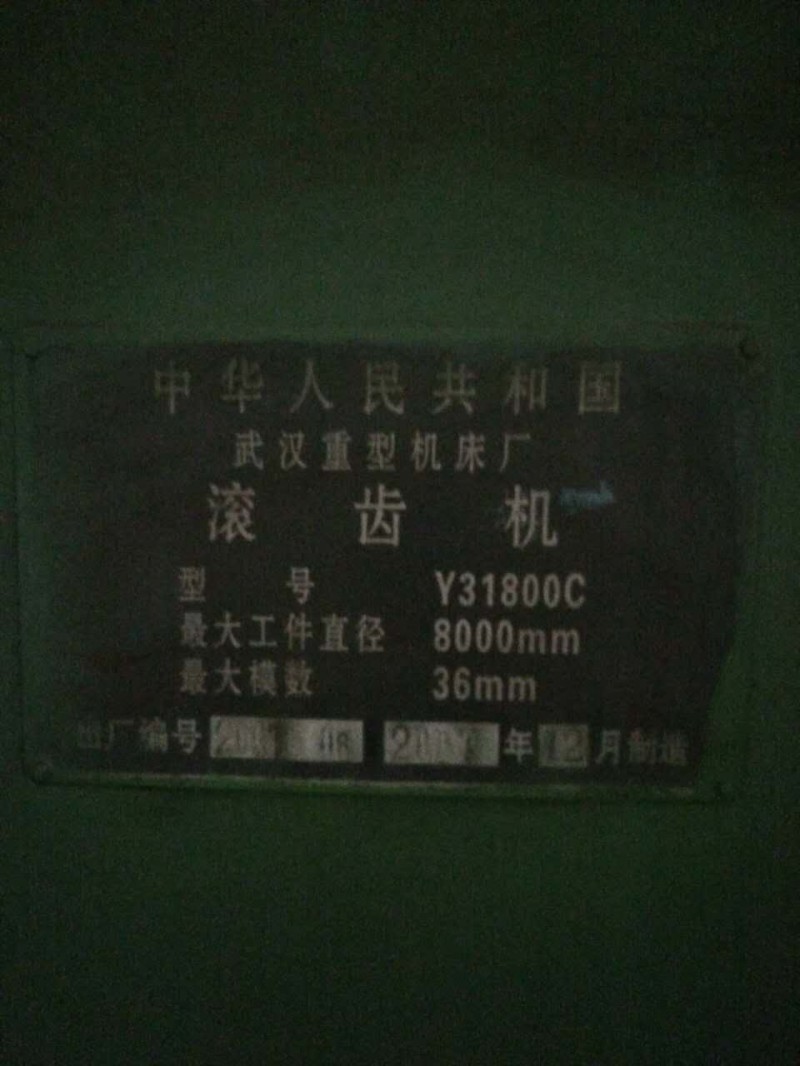 中华人民共和国
武汉重型机床厂
滚齿机
型号 Y31800C
最大工件直径 8000mm
最大模数 36mm
出厂编号 年 12 月制造